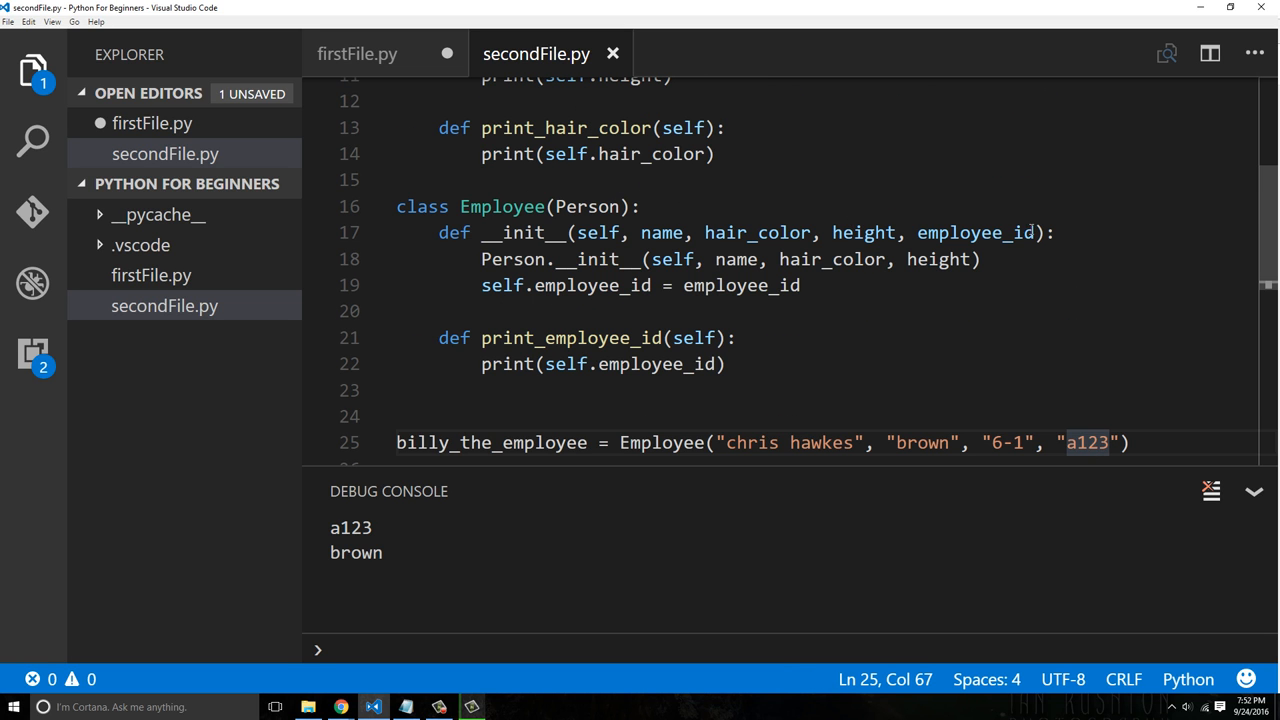 secondFile.py - Python For Beginners - Visual Studio Code
File Edit View Go Help
EXPLORER
firstFile.py
secondFile.py
OPEN EDITORS 1 UNSAVED
firstFile.py
secondFile.py
PYTHON FOR BEGINNERS
__pycache__
.vscode
firstFile.py
secondFile.py
1
2
11 print(self.height)
12
13 def print_hair_color(self):
14 print(self.hair_color)
15
16 class Employee(Person):
17 def __init__(self, name, hair_color, height, employee_id):
18 Person.__init__(self, name, hair_color, height)
19 self.employee_id = employee_id
20
21 def print_employee_id(self):
22 print(self.employee_id)
23
24
25 billy_the_employee = Employee("chris hawkes", "brown", "6-1", "a123")
DEBUG CONSOLE
a123
brown
0 0 Ln 25, Col 67 Spaces: 4 UTF-8 CRLF Python
I'm Cortana. Ask me anything.
7:52 PM
9/24/2016